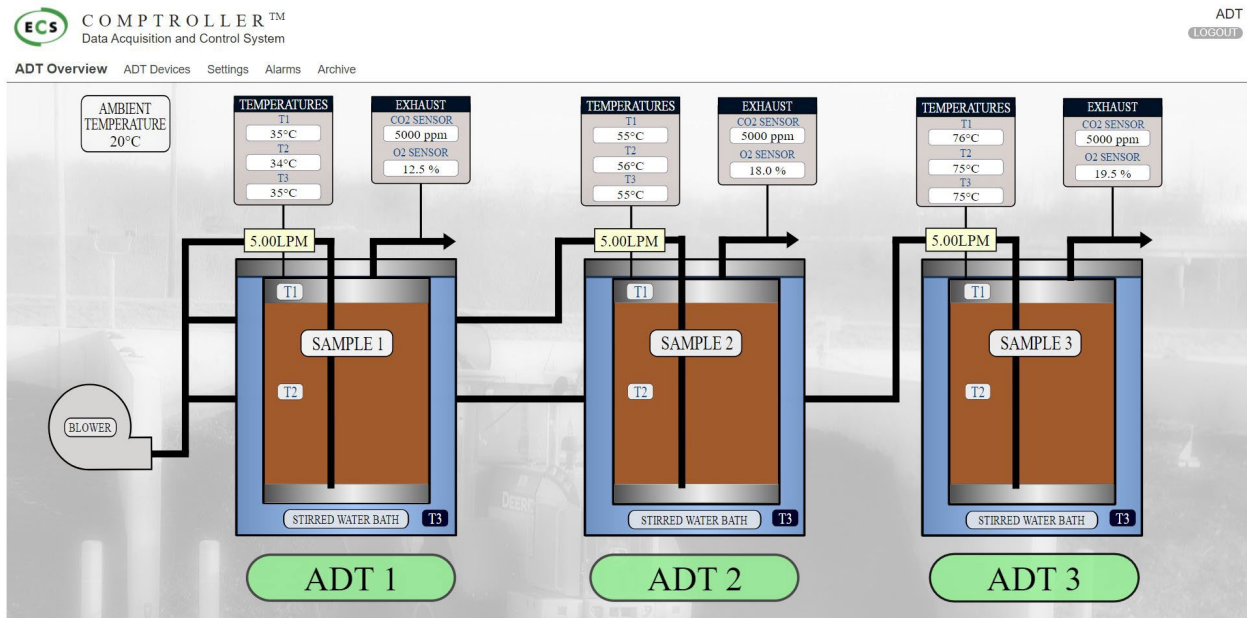 ECS
COMPTROLLER™
Data Acquisition and Control System
ADT
LOGOUT
ADT Overview ADT Devices Settings Alarms Archive
AMBIENT
TEMPERATURE
20°C
TEMPERATURES
T1
35°C
T2
34°C
T3
35°C
EXHAUST
CO2 SENSOR
5000 ppm
O2 SENSOR
12.5 %
TEMPERATURES
T1
55°C
T2
56°C
T3
55°C
EXHAUST
CO2 SENSOR
5000 ppm
O2 SENSOR
18.0 %
TEMPERATURES
T1
76°C
T2
75°C
T3
75°C
EXHAUST
CO2 SENSOR
5000 ppm
O2 SENSOR
19.5 %
5.00LPM
5.00LPM
5.00LPM
T1
T1
T1
SAMPLE 1
SAMPLE 2
SAMPLE 3
T2
T2
T2
BLOWER
DEERE
STIRRED WATER BATH T3
STIRRED WATER BATH T3
STIRRED WATER BATH T3
ADT 1
ADT 2
ADT 3